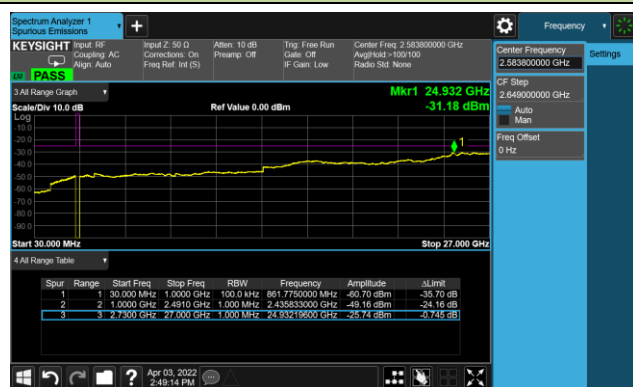 Spectrum Analyzer 1
Spurious Emissions
Frequency
KEYSIGHT
Input: RF
Coupling: AC
Align: Auto
Input Z: 50 Ω
Corrections: On
Freq Ref: Int (S)
Atten: 10 dB
Preamp: Off
Trig: Free Run
Gate: Off
IF Gain: Low
Center Freq: 2.583800000 GHz
Avg|Hold:>100/100
Radio Std: None
PASS
Center Frequency
2.583800000 GHz
Settings
CF Step
2.649000000 GHz
Auto
Man
Freq Offset
0 Hz
3 All Range Graph
Scale/Div 10.0 dB
Ref Value 0.00 dBm
Mkr1 24.932 GHz
-31.18 dBm
Log
-10.0
-20.0
-30.0
-40.0
-50.0
-60.0
-70.0
-80.0
-90.0
1
Start 30.000 MHz
Stop 27.000 GHz
4 All Range Table
Spur Range Start Freq Stop Freq RBW Frequency Amplitude ΔLimit
1 1 30.000 MHz 1.0000 GHz 100.0 kHz 861.7750000 MHz -60.70 dBm -35.70 dB
2 2 1.0000 GHz 2.4910 GHz 1.000 MHz 2.435833000 GHz -49.16 dBm -24.16 dB
3 3 2.7300 GHz 27.000 GHz 1.000 MHz 24.93219600 GHz -25.74 dBm -0.745 dB
?
Apr 03, 2022
2:49:14 PM